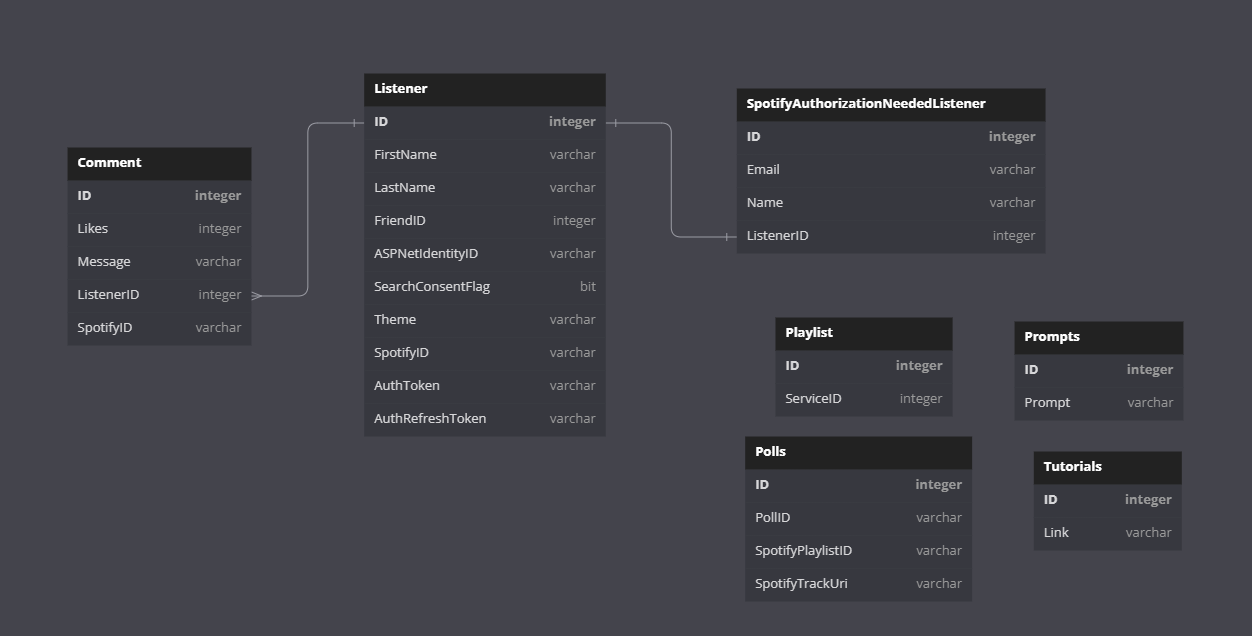 Comment
ID integer
Likes integer
Message varchar
ListenerID integer
SpotifyID varchar
Listener
ID integer
FirstName varchar
LastName varchar
FriendID integer
ASPNetIdentityID varchar
SearchConsentFlag bit
Theme varchar
SpotifyID varchar
AuthToken varchar
AuthRefreshToken varchar
SpotifyAuthorizationNeededListener
ID integer
Email varchar
Name varchar
ListenerID integer
Playlist
ID integer
ServiceID integer
Prompts
ID integer
Prompt varchar
Polls
ID integer
PollID varchar
SpotifyPlaylistID varchar
SpotifyTrackUri varchar
Tutorials
ID integer
Link varchar